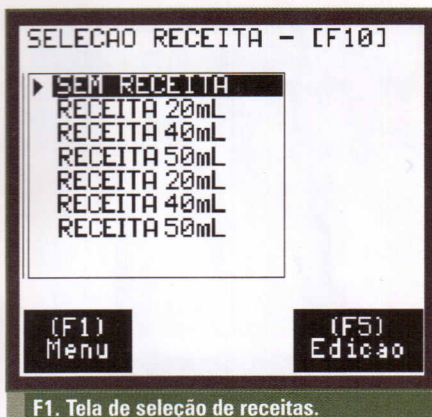 SELECAO RECEITA - [F10]
SEM RECEITA
RECEITA 20mL
RECEITA 40mL
RECEITA 50mL
RECEITA 20mL
RECEITA 40mL
RECEITA 50mL
(F1) (F5)
Menu Edicao
F1. Tela de seleção de receitas.